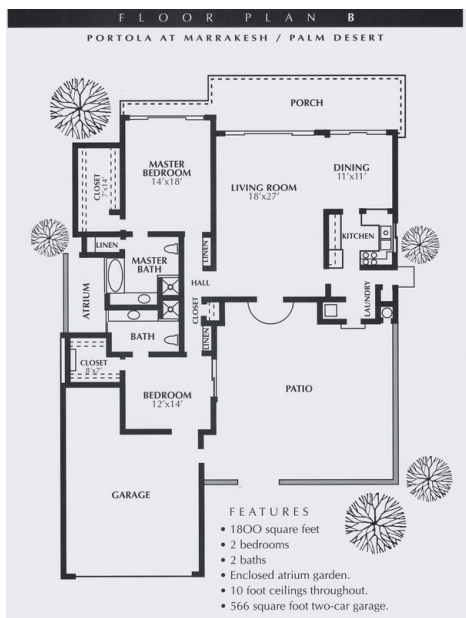 FLOOR PLAN B
PORTOLA AT MARRAKESH / PALM DESERT
PORCH
MASTER
BEDROOM
14'x18'
DINING
11'x11'
CLOSET
7'x14'
LIVING ROOM
18'x27'
KITCHEN
LINEN
LINEN
MASTER
BATH
HALL
ATRIUM
CLOSET
LAUNDRY
BATH
LINEN
CLOSET
8'x7'
BEDROOM
12'x14'
PATIO
GARAGE
FEATURES
• 1800 square feet
• 2 bedrooms
• 2 baths
• Enclosed atrium garden.
• 10 foot ceilings throughout.
• 566 square foot two-car garage.